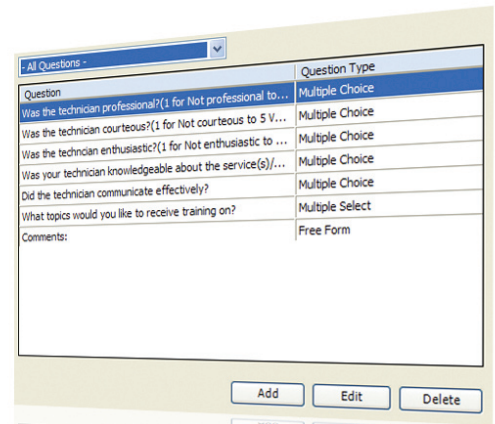 - All Questions -
Question Question Type
Was the technician professional?(1 for Not professional to... Multiple Choice
Was the technician courteous?(1 for Not courteous to 5 V... Multiple Choice
Was the techncian enthusiastic?(1 for Not enthusiastic to ... Multiple Choice
Was your technician knowledgeable about the service(s)/... Multiple Choice
Did the technician communicate effectively? Multiple Choice
What topics would you like to receive training on? Multiple Select
Comments: Free Form
Add Edit Delete